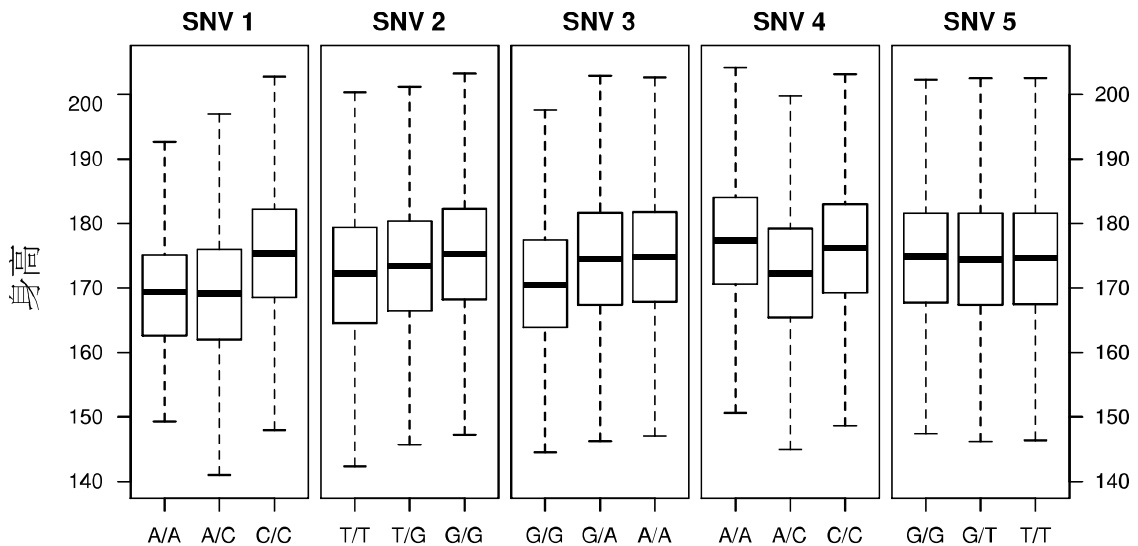 SNV 1 SNV 2 SNV 3 SNV 4 SNV 5
200 200
190 190
180 180
170 170
160 160
150 150
140 140
身高
A/A A/C C/C T/T T/G G/G G/G G/A A/A A/A A/C C/C G/G G/T T/T